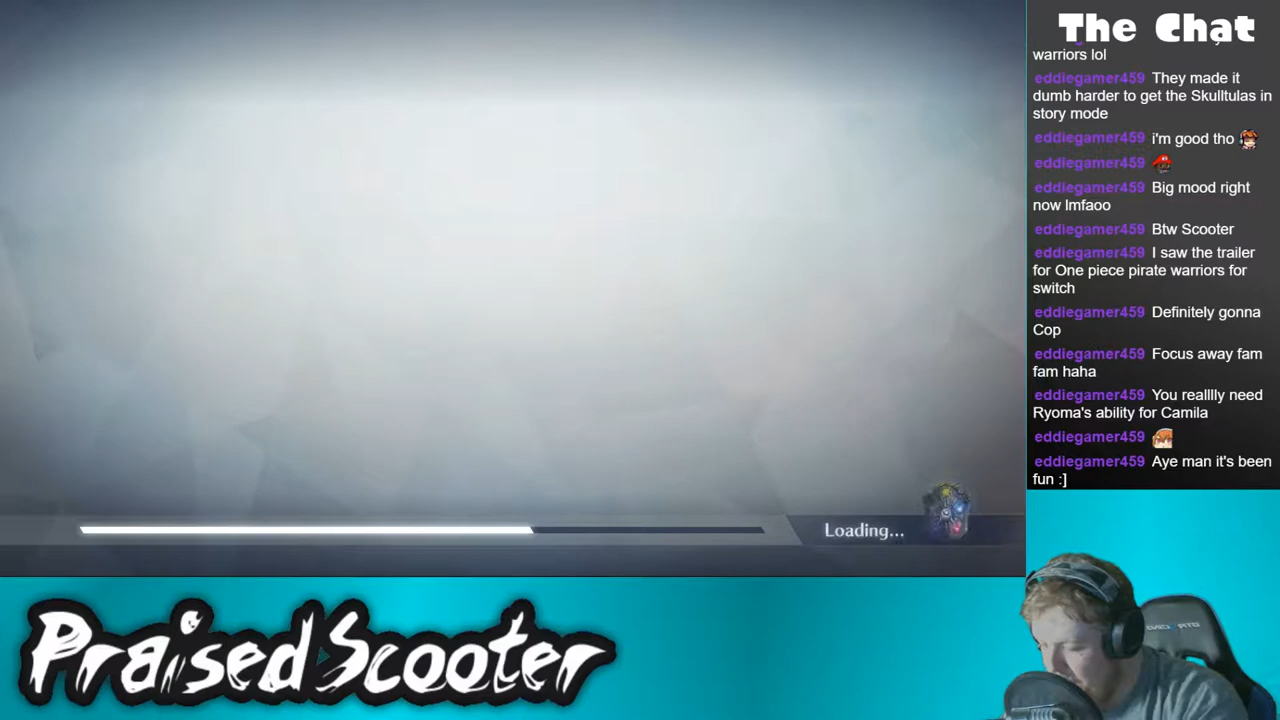 The Chat
warriors lol
eddiegamer459 They made it
dumb harder to get the Skulltulas in
story mode
eddiegamer459 i'm good tho
eddiegamer459
eddiegamer459 Big mood right
now lmfaoo
eddiegamer459 Btw Scooter
eddiegamer459 I saw the trailer
for One piece pirate warriors for
switch
eddiegamer459 Definitely gonna
Cop
eddiegamer459 Focus away fam
fam haha
eddiegamer459 You realllly need
Ryoma's ability for Camila
eddiegamer459
eddiegamer459 Aye man it's been
fun :]
Loading...
PraisedScooter